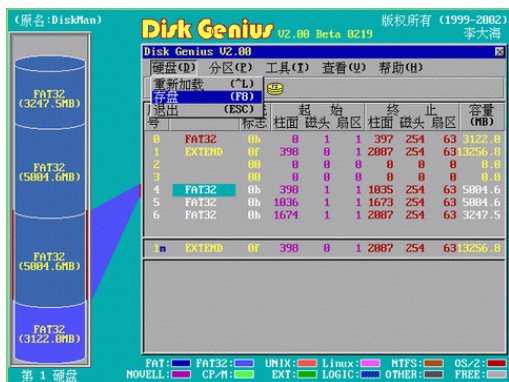 (原名:DiskMan)
Disk Genius V2.00 Beta 0219
版权所有 (1999-2002)
李大海
Disk Genius V2.00
硬盘(D) 分区(P) 工具(T) 查看(V) 帮助(H)
重新加载 (^L)
存盘 (F8)
退出 (ESC)
号 标志 起始 柱面 磁头 扇区 终止 柱面 磁头 扇区 容量 (MB)
0 FAT32 0b 0 1 1 397 254 63 3122.0
1 EXTEND 0f 398 0 1 2087 254 63 13256.8
2 00 0 0 0 0 0 0 0.0
3 00 0 0 0 0 0 0 0.0
4 FAT32 0b 398 1 1 1035 254 63 5004.6
5 FAT32 0b 1036 1 1 1673 254 63 5004.6
6 FAT32 0b 1674 1 1 2087 254 63 3247.5
1m EXTEND 0f 398 0 1 2087 254 63 13256.8
FAT32
(3247.5MB)
FAT32
(5004.6MB)
FAT32
(5004.6MB)
FAT32
(3122.0MB)
第 1 硬盘
FAT: FAT32: UNIX: Linux: NTFS: OS/2:
NOVELL: CP/M: EXT: LOGIC: OTHER: FREE: